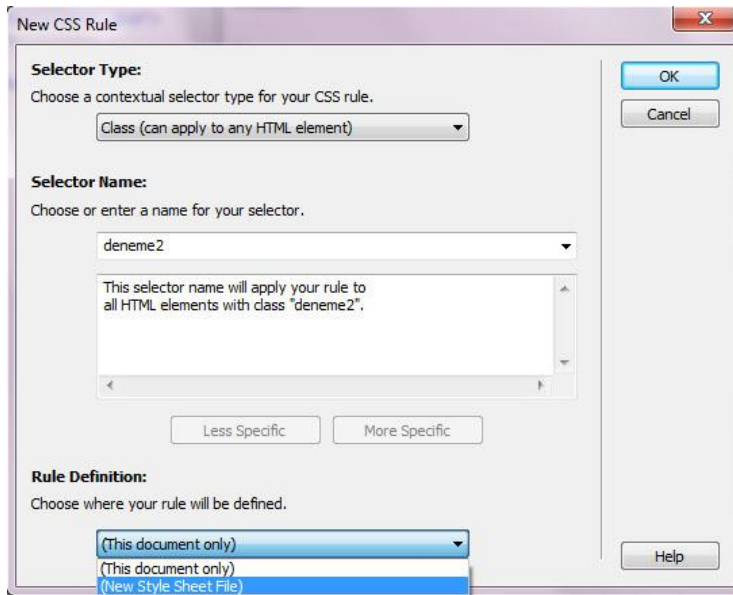 New CSS Rule
Selector Type:
Choose a contextual selector type for your CSS rule.
Class (can apply to any HTML element)
OK
Cancel
Selector Name:
Choose or enter a name for your selector.
deneme2
This selector name will apply your rule to
all HTML elements with class "deneme2".
Less Specific
More Specific
Rule Definition:
Choose where your rule will be defined.
(This document only)
(This document only)
(New Style Sheet File)
Help